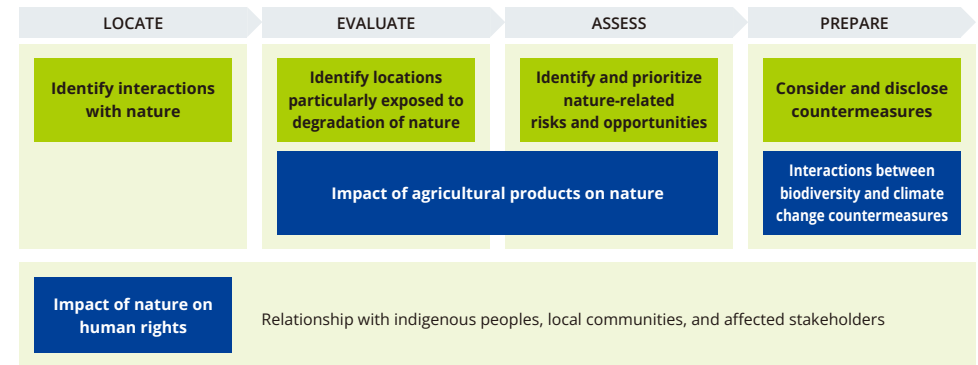 LOCATE
EVALUATE
ASSESS
PREPARE
Identify interactions
with nature
Identify locations
particularly exposed to
degradation of nature
Identify and prioritize
nature-related
risks and opportunities
Consider and disclose
countermeasures
Impact of agricultural products on nature
Interactions between
biodiversity and climate
change countermeasures
Impact of nature on
human rights
Relationship with indigenous peoples, local communities, and affected stakeholders